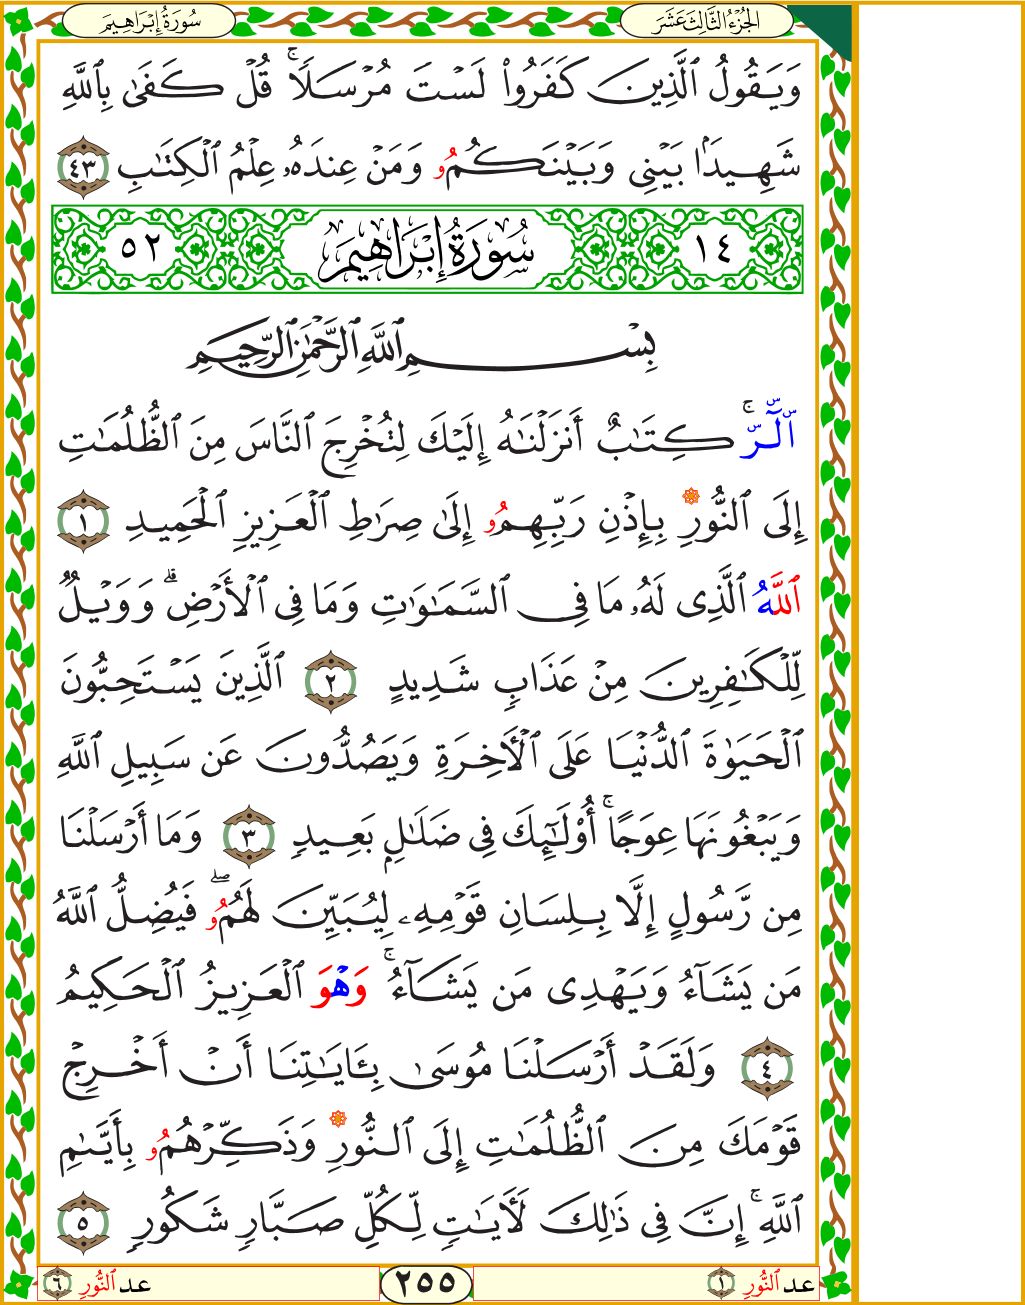 سُورَةُ إِبْرَاهِيمَ
الْجُزْءُ الثَّالِثَ عَشَرَ
وَيَقُولُ ٱلَّذِينَ كَفَرُواْ لَسْتَ مُرْسَلًا ۚ قُلْ كَفَىٰ بِٱللَّهِ
شَهِيدًۢا بَيْنِى وَبَيْنَكُمُۥ وَمَنْ عِندَهُۥ عِلْمُ ٱلْكِتَٰبِ ٤٣
١٤ سُورَةُ إِبْرَاهِيمَ ٥٢
بِسْمِ ٱللَّهِ ٱلرَّحْمَٰنِ ٱلرَّحِيمِ
الٓر ۚ كِتَٰبٌ أَنزَلْنَٰهُ إِلَيْكَ لِتُخْرِجَ ٱلنَّاسَ مِنَ ٱلظُّلُمَٰتِ
إِلَى ٱلنُّورِ بِإِذْنِ رَبِّهِمُۥ إِلَىٰ صِرَٰطِ ٱلْعَزِيزِ ٱلْحَمِيدِ ١
ٱللَّهُ ٱلَّذِى لَهُۥ مَا فِى ٱلسَّمَٰوَٰتِ وَمَا فِى ٱلْأَرْضِ ۗ وَوَيْلٌ
لِّلْكَٰفِرِينَ مِنْ عَذَابٍ شَدِيدٍ ٢ ٱلَّذِينَ يَسْتَحِبُّونَ
ٱلْحَيَوٰةَ ٱلدُّنْيَا عَلَى ٱلْأٓخِرَةِ وَيَصُدُّونَ عَن سَبِيلِ ٱللَّهِ
وَيَبْغُونَهَا عِوَجًا ۚ أُوْلَٰٓئِكَ فِى ضَلَٰلٍۭ بَعِيدٍ ٣ وَمَا أَرْسَلْنَا
مِن رَّسُولٍ إِلَّا بِلِسَانِ قَوْمِهِۦ لِيُبَيِّنَ لَهُمُۥ ۖ فَيُضِلُّ ٱللَّهُ
مَن يَشَآءُ وَيَهْدِى مَن يَشَآءُ ۚ وَهْوَ ٱلْعَزِيزُ ٱلْحَكِيمُ
٤ وَلَقَدْ أَرْسَلْنَا مُوسَىٰ بِـَٔايَٰتِنَا أَنْ أَخْرِجْ
قَوْمَكَ مِنَ ٱلظُّلُمَٰتِ إِلَى ٱلنُّورِ وَذَكِّرْهُمُۥ بِأَيَّىٰمِ
ٱللَّهِ ۚ إِنَّ فِى ذَٰلِكَ لَأٓيَٰتٍ لِّكُلِّ صَبَّارٍ شَكُورٍ ٥
عد ٱلنُّورِ ١
٢٥٥
عد ٱلنُّورِ ٦